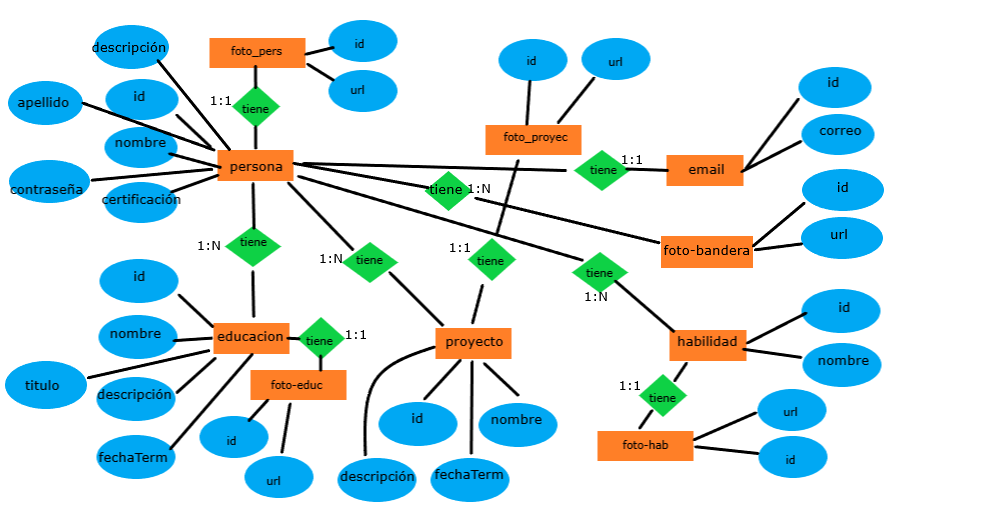 descripción
foto_pers
id
url
apellido
id
1:1
tiene
nombre
persona
contraseña
certificación
id
url
foto_proyec
tiene
1:1
email
id
correo
tiene
1:N
id
url
foto-bandera
1:N
tiene
1:N
tiene
1:1
tiene
tiene
1:N
id
nombre
educacion
tiene
1:1
titulo
descripción
foto-educ
fechaTerm
id
url
proyecto
id
nombre
descripción
fechaTerm
habilidad
id
nombre
1:1
tiene
foto-hab
url
id